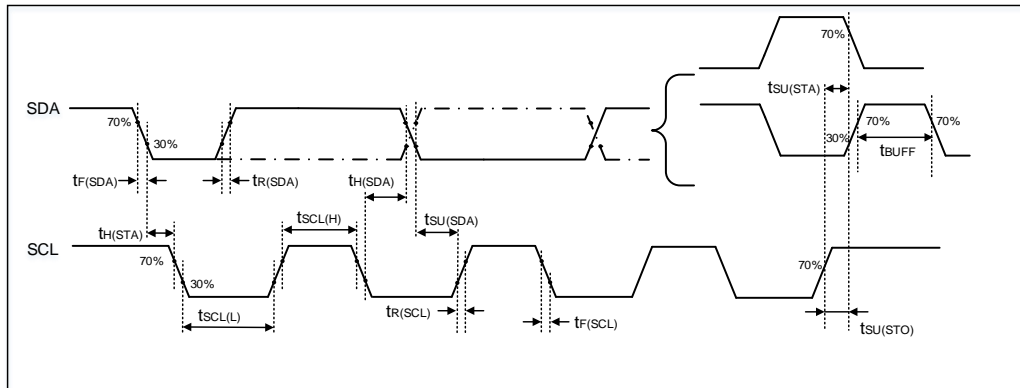 70%
tSU(STA)
SDA
70%
30%
30%
70%
70%
tBUFF
tF(SDA)
tR(SDA)
tH(SDA)
tSCL(H)
tSU(SDA)
tH(STA)
SCL
70%
30%
70%
tSCL(L)
tR(SCL)
tF(SCL)
tSU(STO)